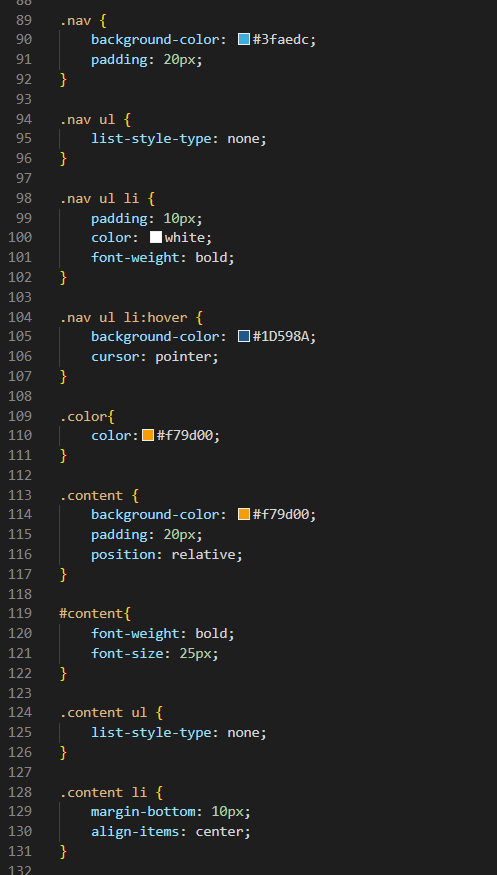 88
89 .nav {
90     background-color: #3faedc;
91     padding: 20px;
92 }
93
94 .nav ul {
95     list-style-type: none;
96 }
97
98 .nav ul li {
99     padding: 10px;
100     color: white;
101     font-weight: bold;
102 }
103
104 .nav ul li:hover {
105     background-color: #1D598A;
106     cursor: pointer;
107 }
108
109 .color{
110     color: #f79d00;
111 }
112
113 .content {
114     background-color: #f79d00;
115     padding: 20px;
116     position: relative;
117 }
118
119 #content{
120     font-weight: bold;
121     font-size: 25px;
122 }
123
124 .content ul {
125     list-style-type: none;
126 }
127
128 .content li {
129     margin-bottom: 10px;
130     align-items: center;
131 }
132